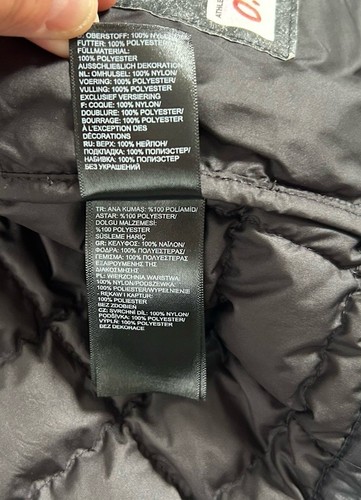 ATHLE
0.
OBERSTOFF: 100% NYLON/
FUTTER: 100% POLYESTER/
FÜLLMATERIAL:
100% POLYESTER
AUSSCHLIEßLICH DEKORATION
NL: OMHULSEL: 100% NYLON/
VOERING: 100% POLYESTER/
VULLING: 100% POLYESTER
EXCLUSIEF VERSIERING
F: COQUE: 100% NYLON/
DOUBLURE: 100% POLYESTER/
BOURRAGE: 100% POLYESTER
À L'EXCEPTION DES
DÉCORATIONS
RU: ВЕРХ: 100% НЕЙЛОН/
ПОДКЛАДКА: 100% ПОЛИЭСТЕР/
НАБИВКА: 100% ПОЛИЭСТЕР
БЕЗ УКРАШЕНИЙ
TR: ANA KUMAŞ: %100 POLİAMİD/
ASTAR: %100 POLYESTER/
DOLGU MALZEMESİ:
%100 POLYESTER
SÜSLEME HARİÇ
GR: ΚΕΛΥΦΟΣ: 100% ΝΑΪΛΟΝ/
ΦΟΔΡΑ: 100% ΠΟΛΥΕΣΤΕΡΑΣ/
ΓΕΜΙΣΜΑ: 100% ΠΟΛΥΕΣΤΕΡΑΣ
ΕΞΑΙΡΟΥΜΕΝΗΣ ΤΗΣ
ΔΙΑΚΟΣΜΗΣΗΣ
PL: WIERZCHNIA WARSTWA:
100% NYLON/PODSZEWKA:
100% POLIESTER/WYPEŁNIENIE
- RĘKAW I KAPTUR:
100% POLIESTER
BEZ ZDOBIEŃ
CZ: SVRCHNÍ DÍL: 100% NYLON/
PODŠÍVKA: 100% POLYESTER/
VÝPLŇ: 100% POLYESTER
BEZ DEKORACE